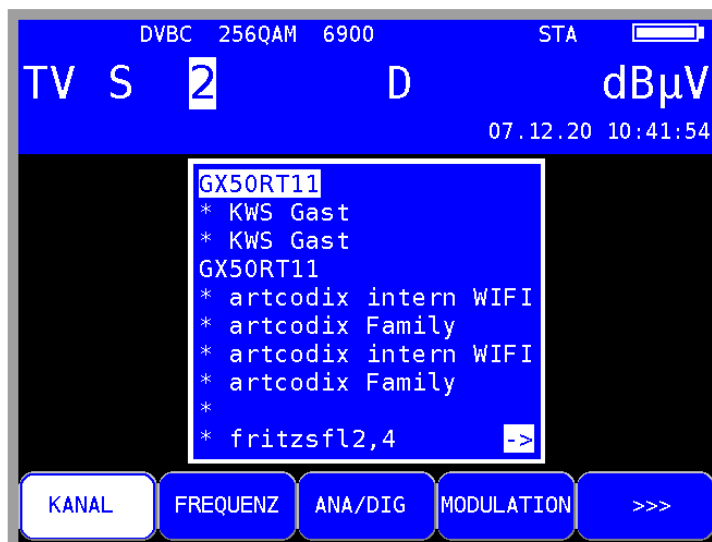 DVBC 256QAM 6900 STA
TV S 2 D dBµV
07.12.20 10:41:54
GX50RT11
* KWS Gast
* KWS Gast
GX50RT11
* artcodix intern WIFI
* artcodix Family
* artcodix intern WIFI
* artcodix Family
*
* fritzsfl2,4 ->
KANAL FREQUENZ ANA/DIG MODULATION >>>